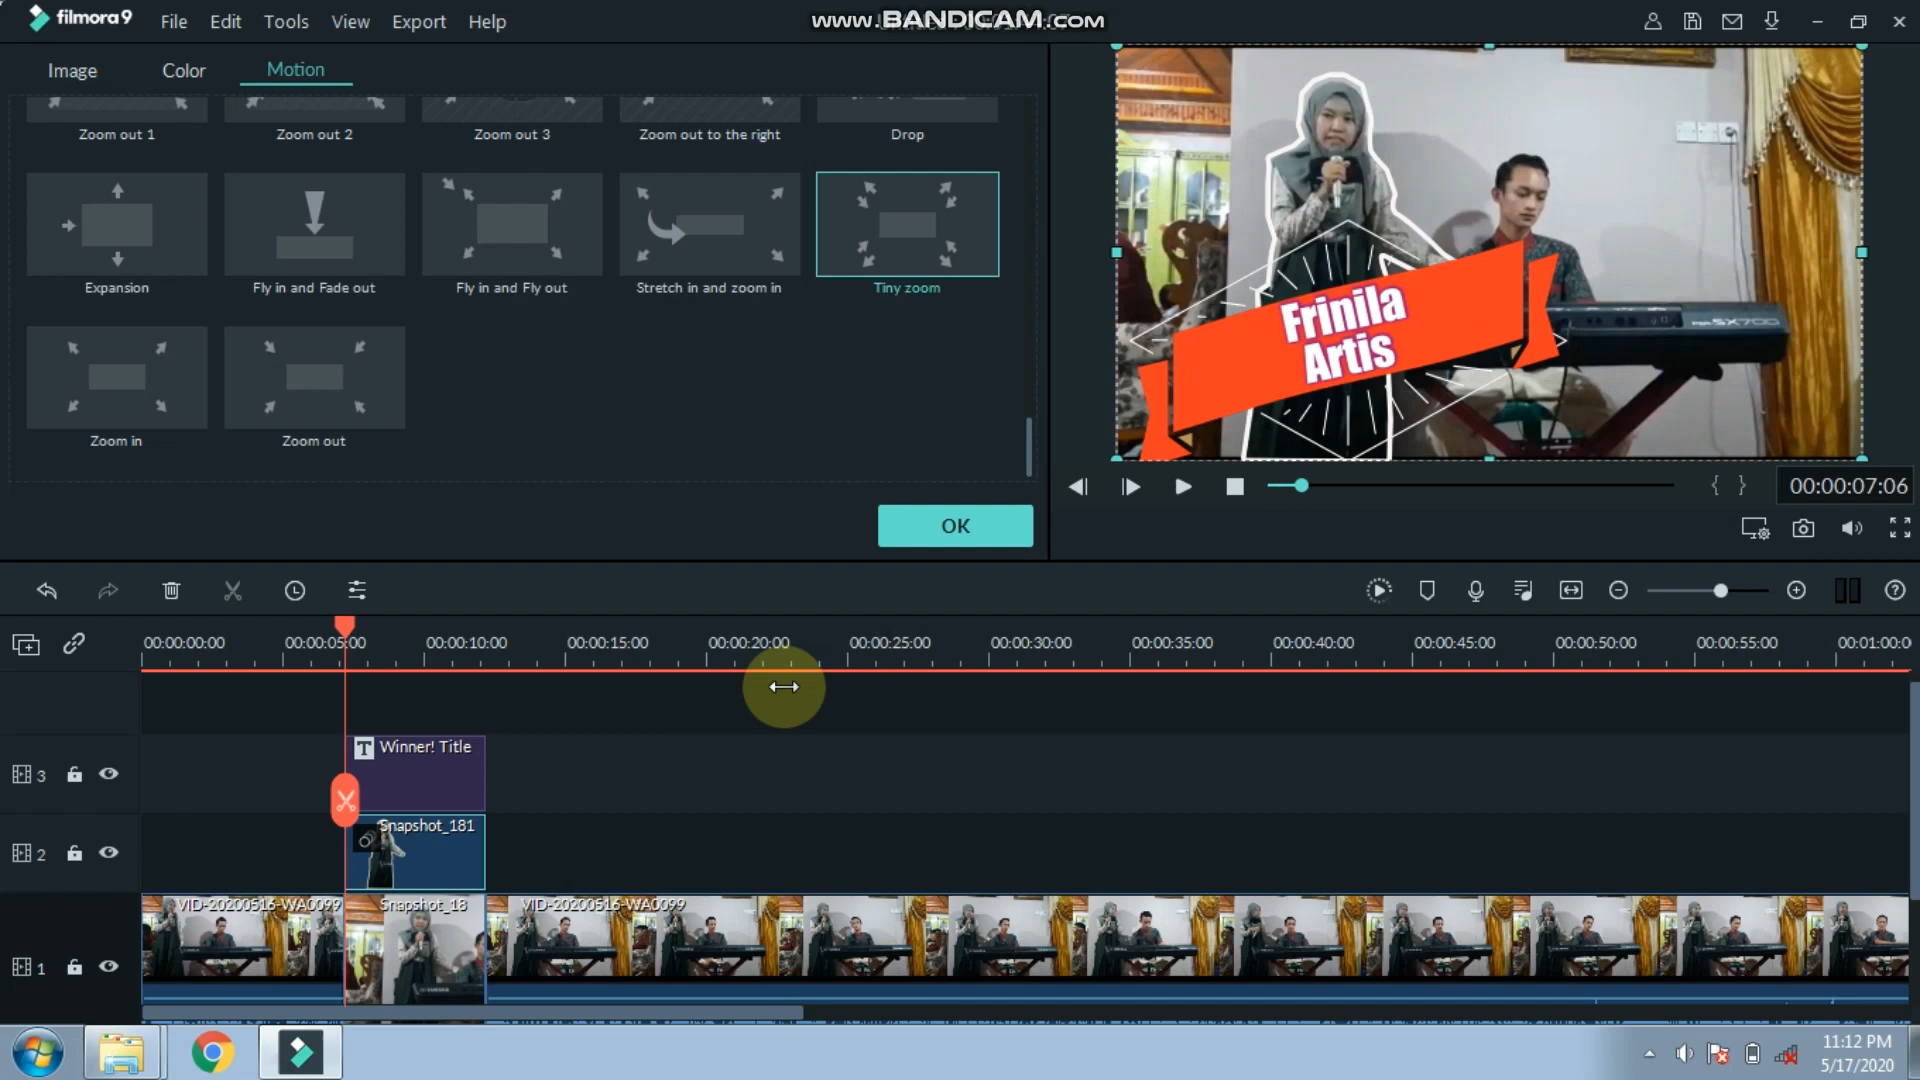 filmora9 File Edit Tools View Export Help
www.BANDICAM.com
Image Color Motion
Zoom out 1 Zoom out 2 Zoom out 3 Zoom out to the right Drop
Expansion Fly in and Fade out Fly in and Fly out Stretch in and zoom in Tiny zoom
Zoom in Zoom out
OK
Frinila
Artis
SX700
{ } 00:00:07:06
00:00:00:00 00:00:05:00 00:00:10:00 00:00:15:00 00:00:20:00 00:00:25:00 00:00:30:00 00:00:35:00 00:00:40:00 00:00:45:00 00:00:50:00 00:00:55:00 00:01:00:0
3 T Winner! Title
2 Snapshot_181
VID-20200516-WA0099 Snapshot_18 VID-20200516-WA0099
1
11:12 PM
5/17/2020